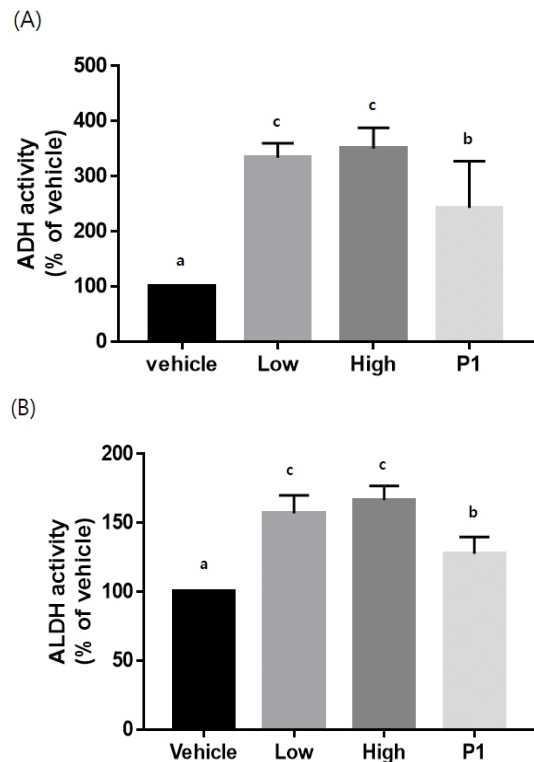 (A)
500
400
300
200
100
0
ADH activity
(% of vehicle)
a
c
c
b
vehicle Low High P1
(B)
200
150
100
50
0
ALDH activity
(% of vehicle)
a
c
c
b
Vehicle Low High P1